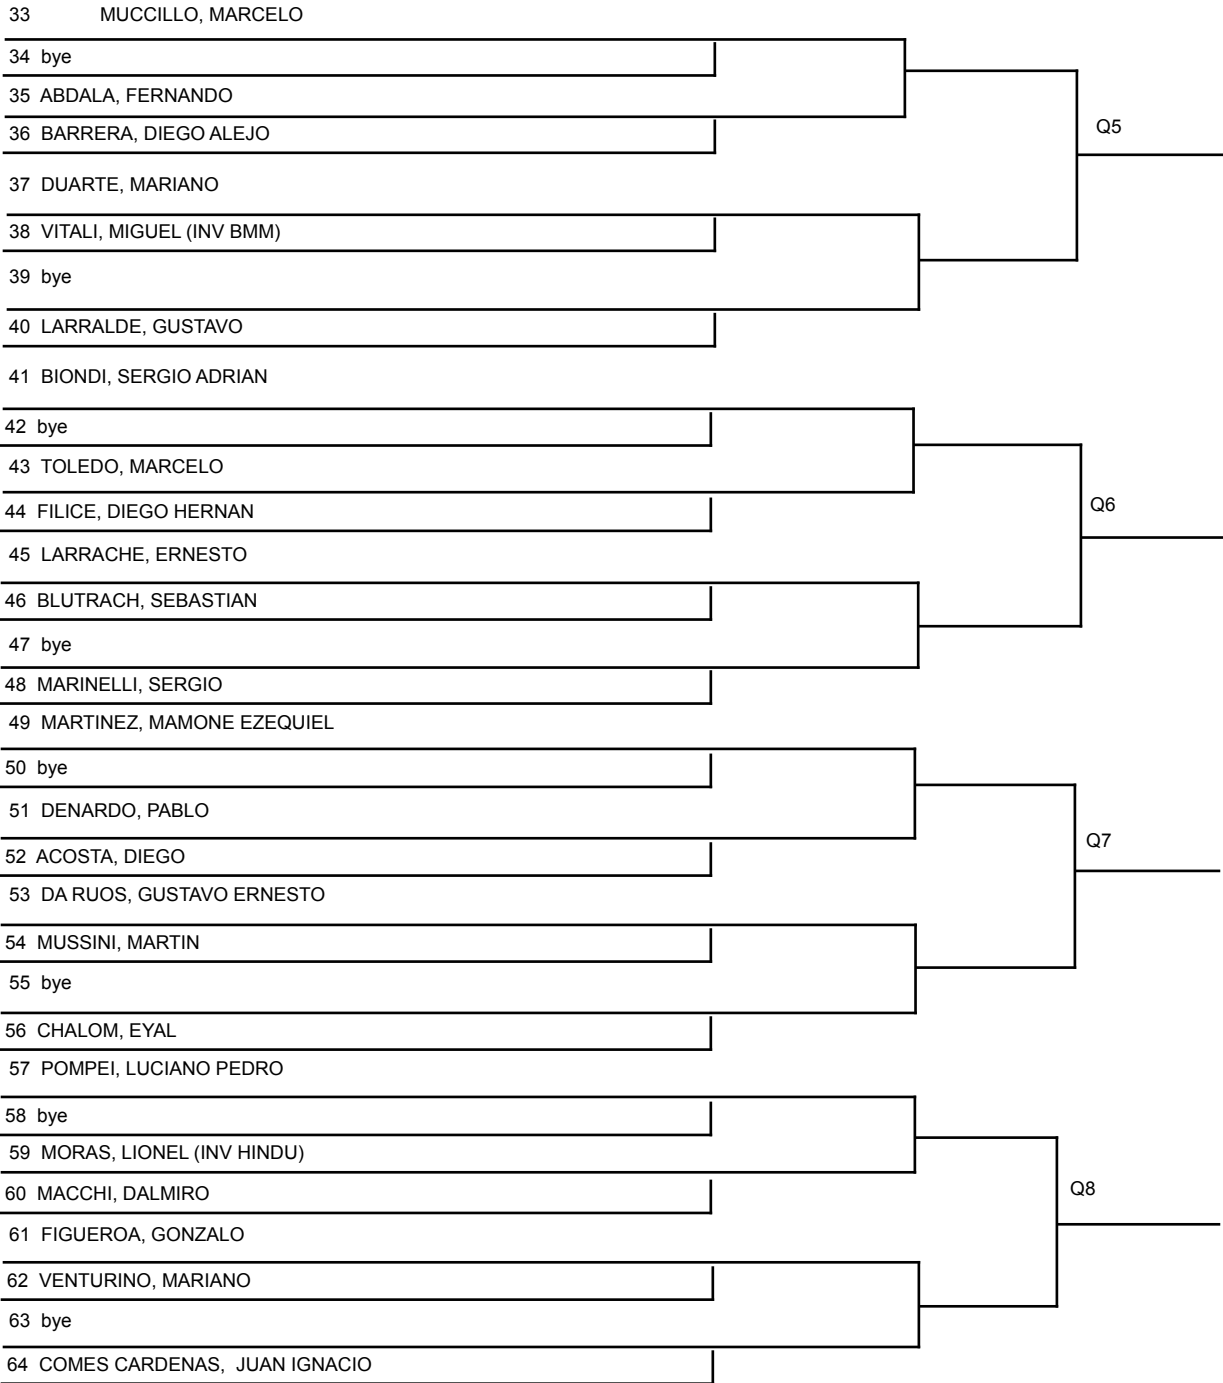 33 MUCCILLO, MARCELO
34 bye
35 ABDALA, FERNANDO
36 BARRERA, DIEGO ALEJO
Q5
37 DUARTE, MARIANO
38 VITALI, MIGUEL (INV BMM)
39 bye
40 LARRALDE, GUSTAVO
41 BIONDI, SERGIO ADRIAN
42 bye
43 TOLEDO, MARCELO
44 FILICE, DIEGO HERNAN
Q6
45 LARRACHE, ERNESTO
46 BLUTRACH, SEBASTIAN
47 bye
48 MARINELLI, SERGIO
49 MARTINEZ, MAMONE EZEQUIEL
50 bye
51 DENARDO, PABLO
Q7
52 ACOSTA, DIEGO
53 DA RUOS, GUSTAVO ERNESTO
54 MUSSINI, MARTIN
55 bye
56 CHALOM, EYAL
57 POMPEI, LUCIANO PEDRO
58 bye
59 MORAS, LIONEL (INV HINDU)
60 MACCHI, DALMIRO
Q8
61 FIGUEROA, GONZALO
62 VENTURINO, MARIANO
63 bye
64 COMES CARDENAS, JUAN IGNACIO